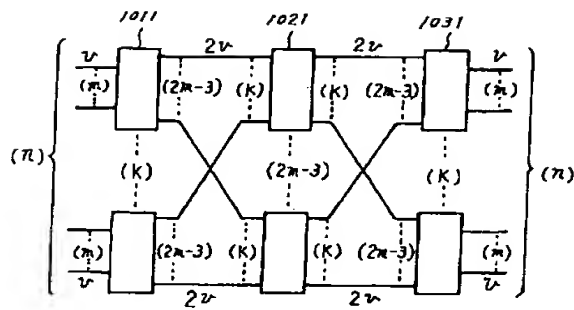 1011 1021 1031
v 2v 2v v
(m) (2m-3) (K) (K) (2m-3) (m)
(n) (K) (2m-3) (K) (n)
(m) (2m-3) (K) (K) (2m-3) (m)
v 2v 2v v